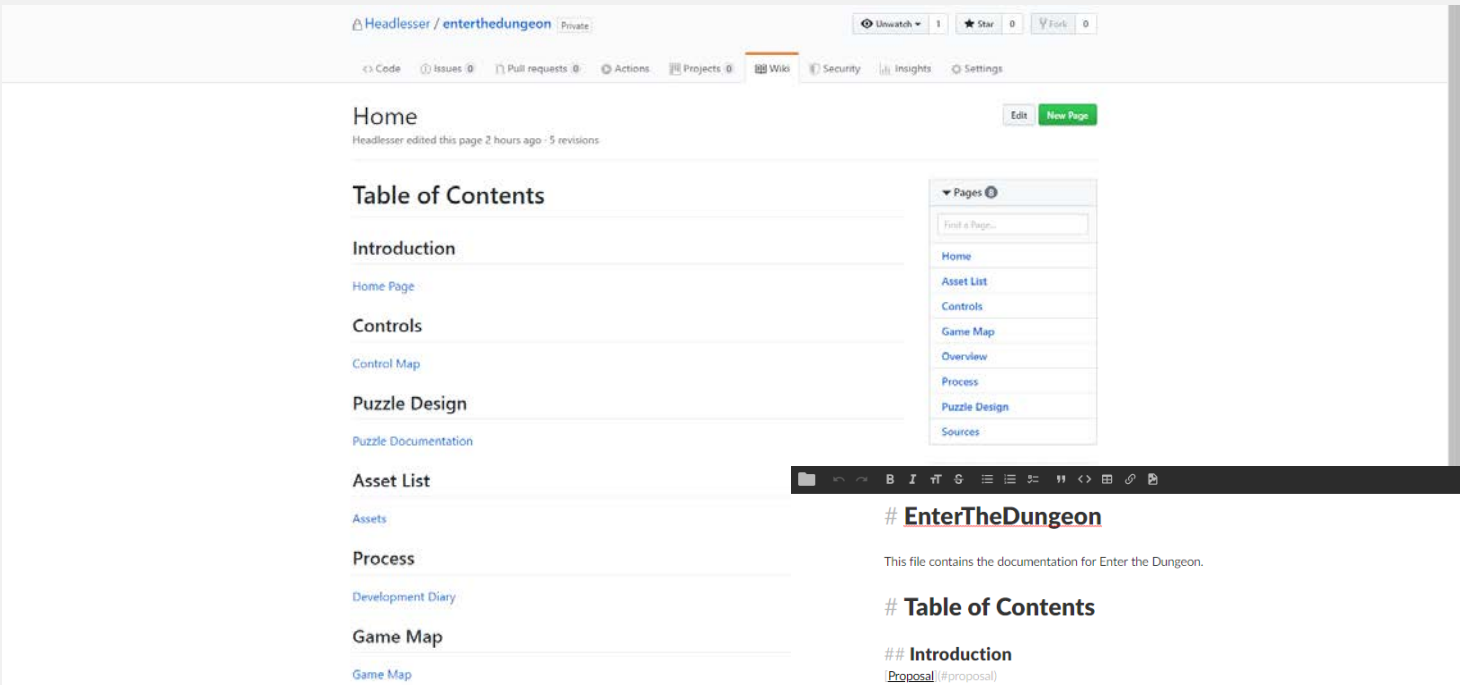 Headlesser / enterthedungeon Private
Unwatch 1 Star 0 Fork 0
Code Issues 0 Pull requests 0 Actions Projects 0 Wiki Security Insights Settings
Home
Edit New Page
Headlesser edited this page 2 hours ago · 5 revisions
Table of Contents
Introduction
Home Page
Controls
Control Map
Puzzle Design
Puzzle Documentation
Asset List
Assets
Process
Development Diary
Game Map
Game Map
Pages 8
Find a Page...
Home
Asset List
Controls
Game Map
Overview
Process
Puzzle Design
Sources
# EnterTheDungeon
This file contains the documentation for Enter the Dungeon.
# Table of Contents
## Introduction
[Proposal](#proposal)